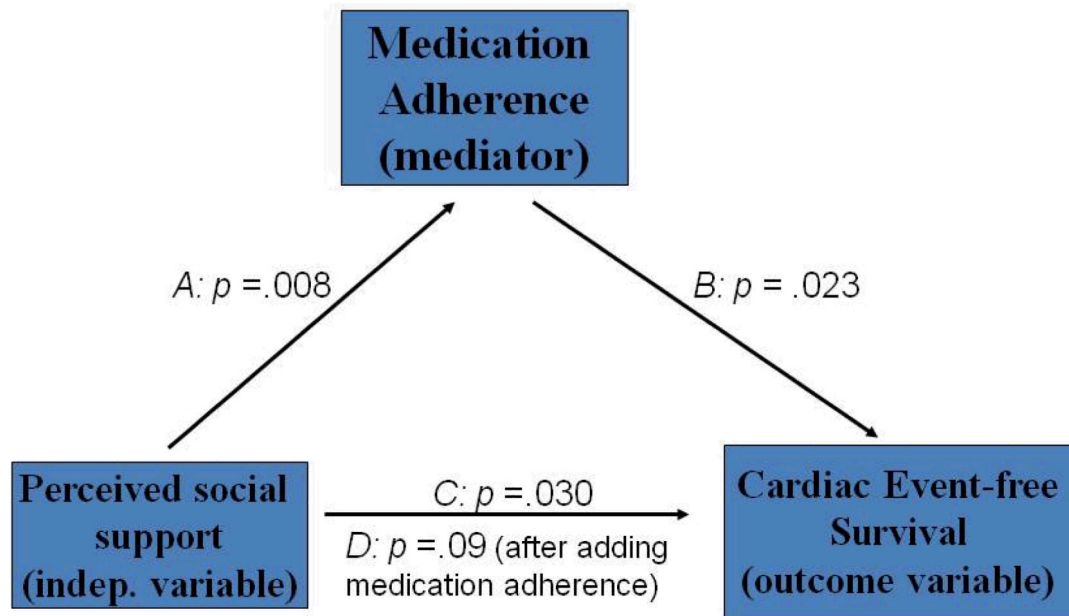 Medication
Adherence
(mediator)
A: p =.008
B: p = .023
Perceived social
support
(indep. variable)
C: p =.030
D: p =.09 (after adding
medication adherence)
Cardiac Event-free
Survival
(outcome variable)